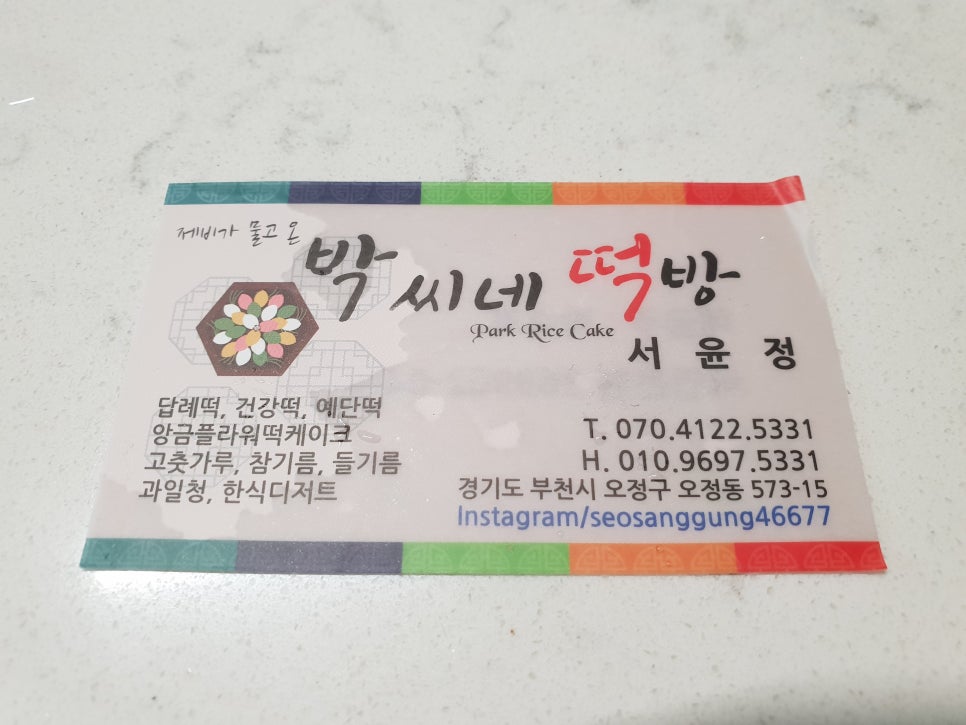 제비가 물고 온
박씨네 떡방
Park Rice Cake
서 윤 정
답례떡, 건강떡, 예단떡
앙금플라워떡케이크
고춧가루, 참기름, 들기름
과일청, 한식디저트
T. 070.4122.5331
H. 010.9697.5331
경기도 부천시 오정구 오정동 573-15
Instagram/seosanggung46677